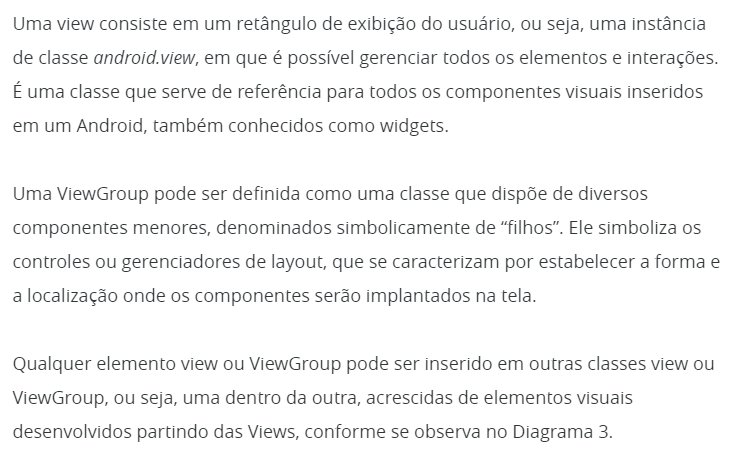 Uma view consiste em um retângulo de exibição do usuário, ou seja, uma instância
de classe android.view, em que é possível gerenciar todos os elementos e interações.
É uma classe que serve de referência para todos os componentes visuais inseridos
em um Android, também conhecidos como widgets.
Uma ViewGroup pode ser definida como uma classe que dispõe de diversos
componentes menores, denominados simbolicamente de “filhos”. Ele simboliza os
controles ou gerenciadores de layout, que se caracterizam por estabelecer a forma e
a localização onde os componentes serão implantados na tela.
Qualquer elemento view ou ViewGroup pode ser inserido em outras classes view ou
ViewGroup, ou seja, uma dentro da outra, acrescidas de elementos visuais
desenvolvidos partindo das Views, conforme se observa no Diagrama 3.